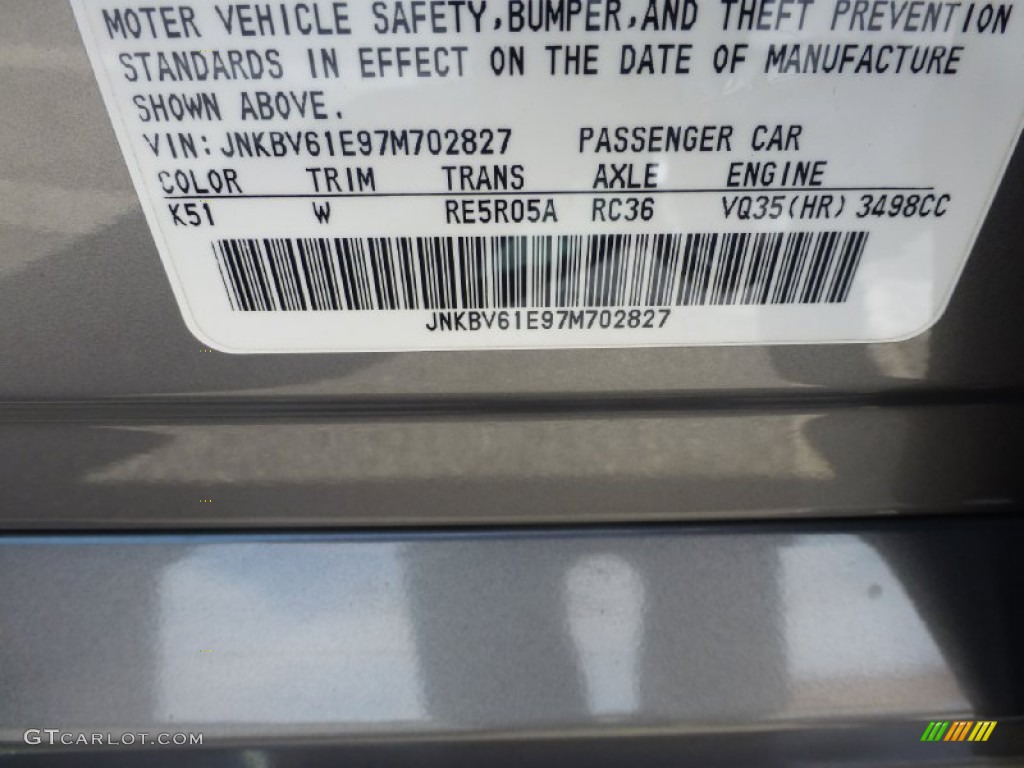 MOTOR VEHICLE SAFETY,BUMPER,AND THEFT PREVENTION
STANDARDS IN EFFECT ON THE DATE OF MANUFACTURE
SHOWN ABOVE.
VIN: JNKBV61E97M702827 PASSENGER CAR
COLOR TRIM TRANS AXLE ENGINE
K51 W RE5R05A RC36 VQ35(HR) 3498CC
JNKBV61E97M702827
GTCARLOT.COM